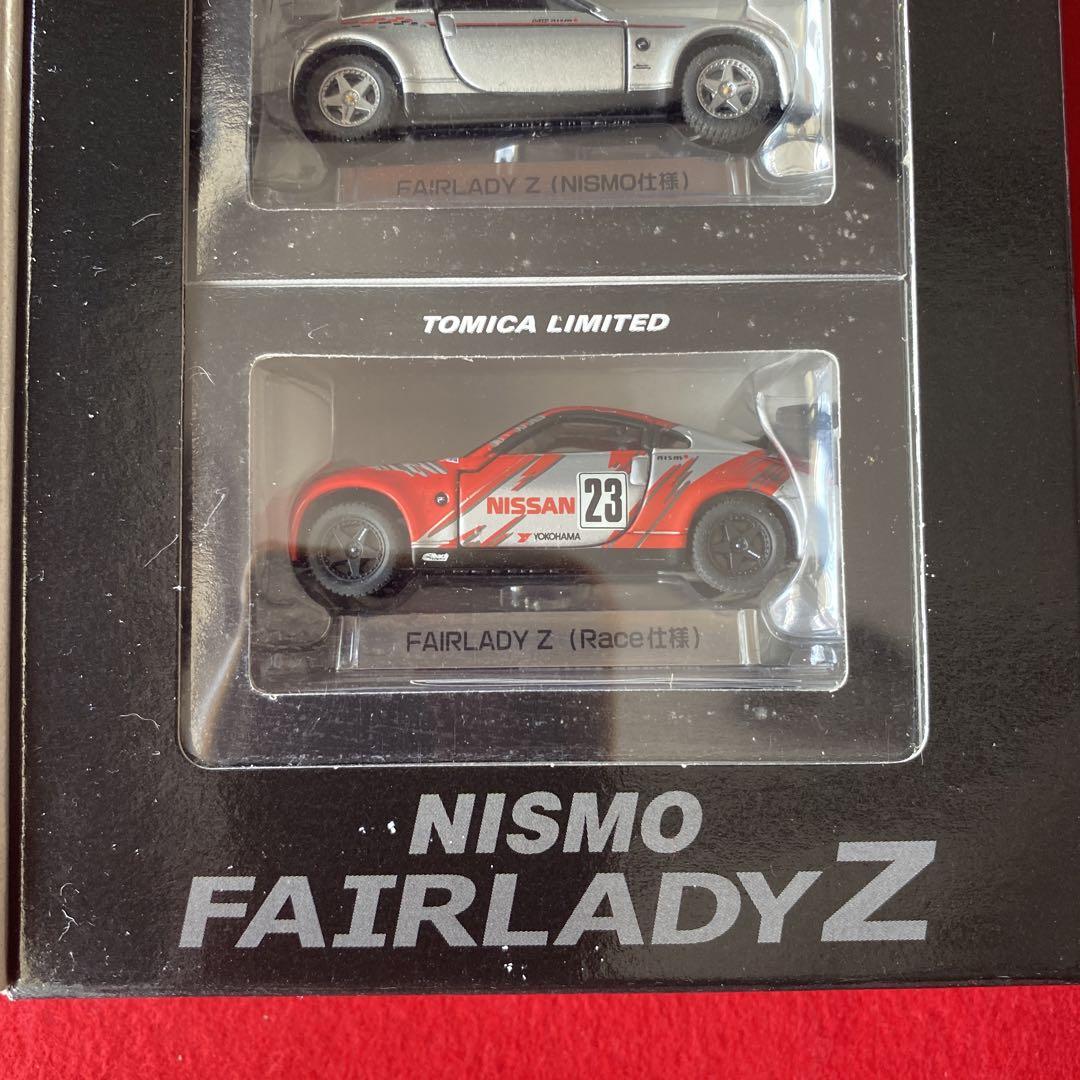 FAIRLADY Z (NISMO仕様)
TOMICA LIMITED
nismo
NISSAN
23
YOKOHAMA
FAIRLADY Z (Race仕様)
NISMO
FAIRLADY Z